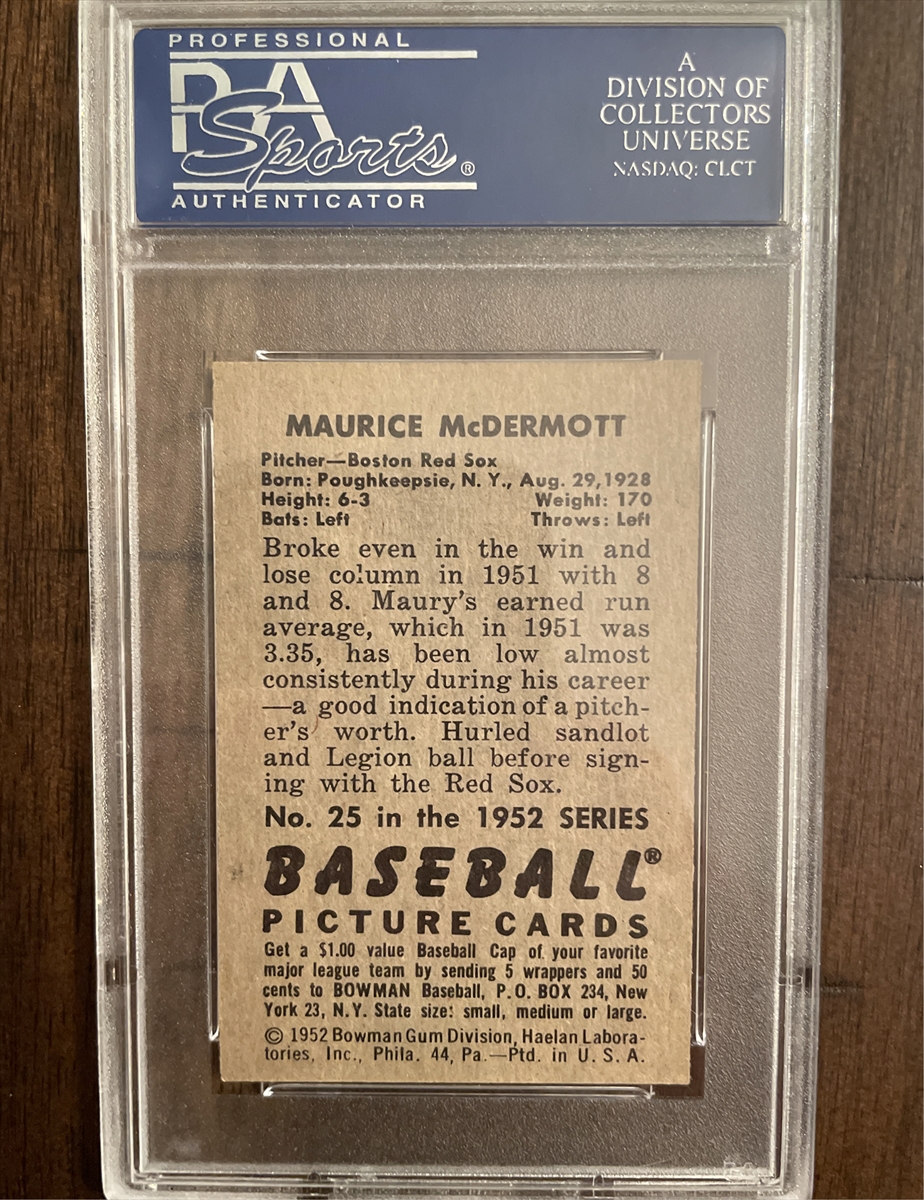 PROFESSIONAL
PSA
Sports®
AUTHENTICATOR
A
DIVISION OF
COLLECTORS
UNIVERSE
NASDAQ: CLCT
MAURICE McDERMOTT
Pitcher—Boston Red Sox
Born: Poughkeepsie, N. Y., Aug. 29, 1928
Height: 6-3 Weight: 170
Bats: Left Throws: Left
Broke even in the win and
lose column in 1951 with 8
and 8. Maury's earned run
average, which in 1951 was
3.35, has been low almost
consistently during his career
—a good indication of a pitch-
er's worth. Hurled sandlot
and Legion ball before sign-
ing with the Red Sox.
No. 25 in the 1952 SERIES
BASEBALL®
PICTURE CARDS
Get a $1.00 value Baseball Cap of your favorite
major league team by sending 5 wrappers and 50
cents to BOWMAN Baseball, P.O. BOX 234, New
York 23, N.Y. State size: small, medium or large.
© 1952 Bowman Gum Division, Haelan Labora-
tories, Inc., Phila. 44, Pa.—Ptd. in U. S. A.